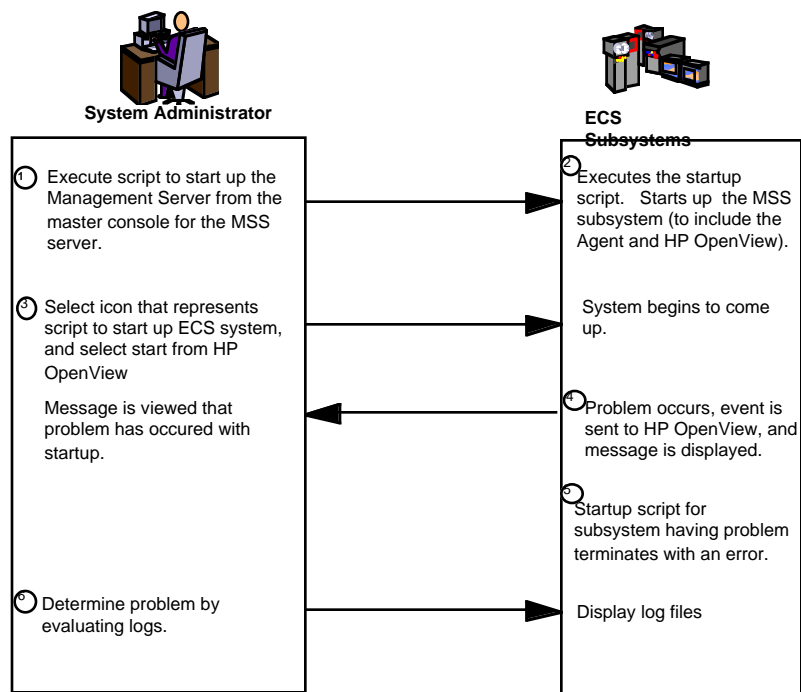 System Administrator
ECS
Subsystems
1
Execute script to start up the
Management Server from the
master console for the MSS
server.
2
Executes the startup
script. Starts up the MSS
subsystem (to include the
Agent and HP OpenView).
3
Select icon that represents
script to start up ECS system,
and select start from HP
OpenView
System begins to come
up.
Message is viewed that
problem has occured with
startup.
4
Problem occurs, event is
sent to HP OpenView, and
message is displayed.
5
Startup script for
subsystem having problem
terminates with an error.
6
Determine problem by
evaluating logs.
Display log files